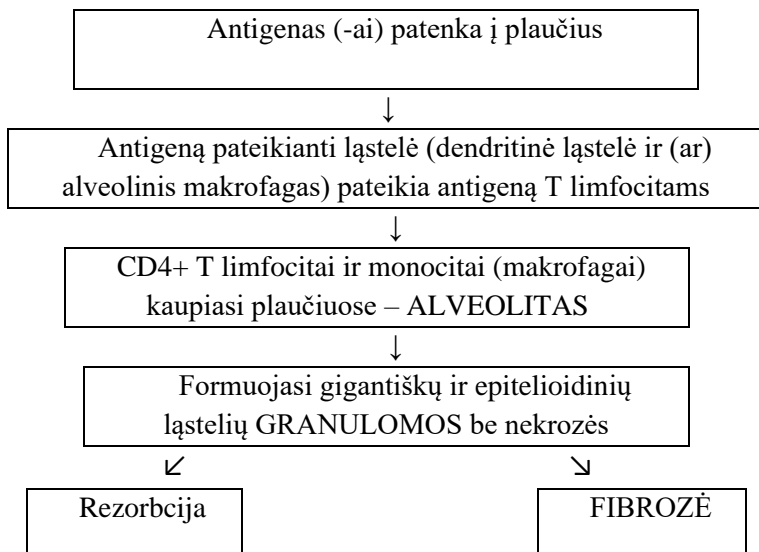 Antigenas (-ai) patenka į plaučius
↓
Antigeną pateikianti ląstelė (dendritinė ląstelė ir (ar)
alveolinis makrofagas) pateikia antigeną T limfocitams
↓
CD4+ T limfocitai ir monocitai (makrofagai)
kaupiasi plaučiuose – ALVEOLITAS
↓
Formuojasi gigantiškų ir epitelioidinių
ląstelių GRANULOMOS be nekrozės
↙ ↘
Rezorbcija FIBROZĖ